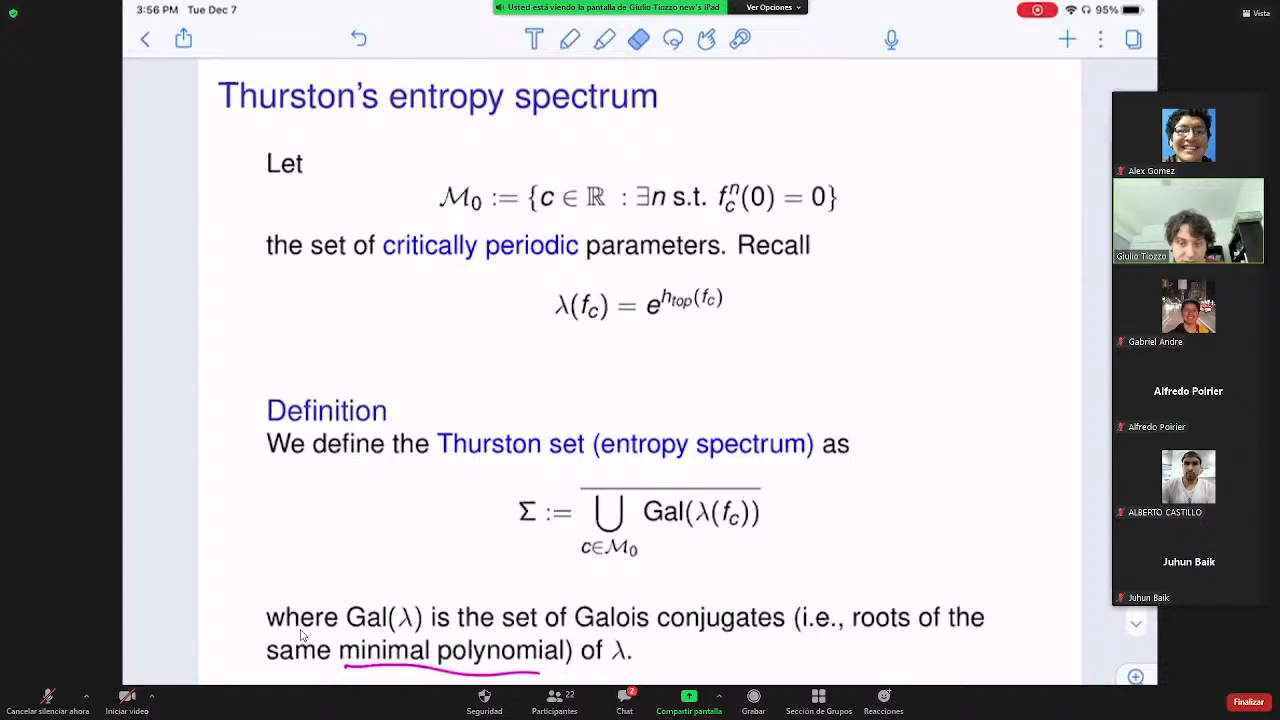 3:56 PM Tue Dec 7
Usted está viendo la pantalla de Giulio Tiozzo new's iPad
Ver Opciones
95%
Vista
Thurston's entropy spectrum
Let
ℳ₀ := {c ∈ ℝ : ∃n s.t. f_c^n(0) = 0}
the set of critically periodic parameters. Recall
λ(f_c) = e^{h_{top}(f_c)}
Definition
We define the Thurston set (entropy spectrum) as
Σ := \overline{⋃_{c∈ℳ₀} Gal(λ(f_c))}
where Gal(λ) is the set of Galois conjugates (i.e., roots of the
same minimal polynomial) of λ.
Alex Gomez
Giulio Tiozzo
Gabriel Andre
Alfredo Poirier
Alfredo Poirier
ALBERTO CASTILLO
Juhun Baik
Juhun Baik
Cancelar silenciar ahora
Iniciar video
Seguridad
22
Participantes
2
Chat
Compartir pantalla
Grabar
Sección de Grupos
Reacciones
Finalizar